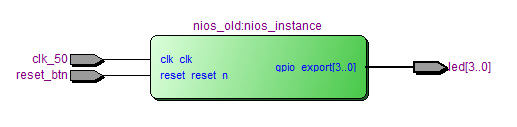 nios_old:nios_instance
clk_50
reset_btn
clk clk
reset reset_n
gpio export[3..0]
led[3..0]